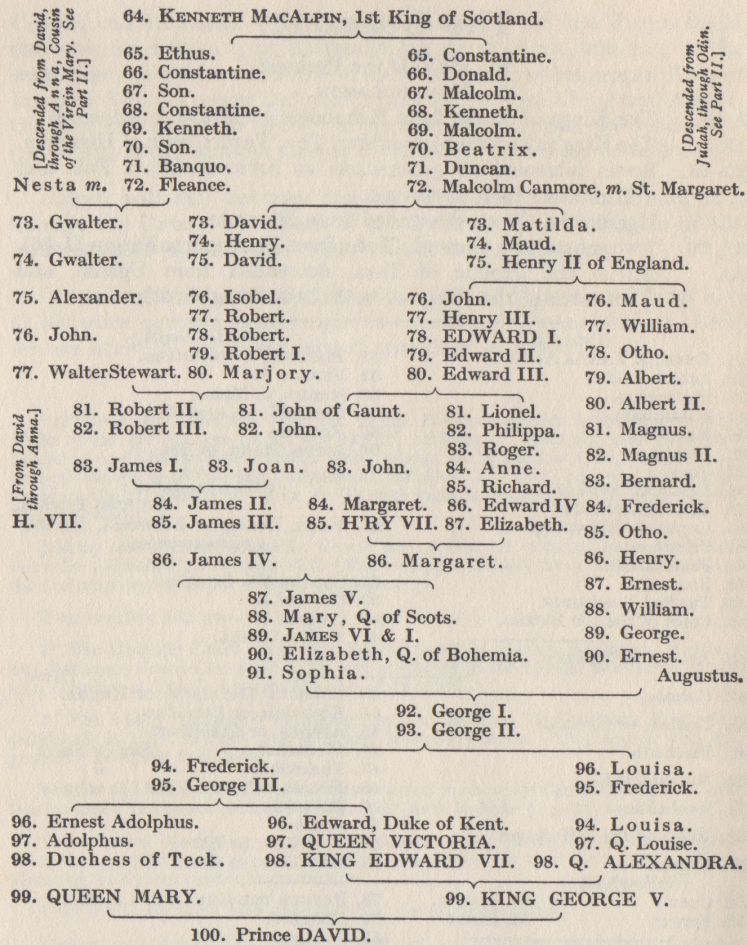 64. KENNETH MACALPIN, 1st King of Scotland.
[Descended from David, through Anna, Cousin of the Virgin Mary. See Part II.]
[Descended from Judah, through Odin. See Part II.]
65. Ethus. 65. Constantine.
66. Constantine. 66. Donald.
67. Son. 67. Malcolm.
68. Constantine. 68. Kenneth.
69. Kenneth. 69. Malcolm.
70. Son. 70. Beatrix.
71. Banquo. 71. Duncan.
Nesta m. 72. Fleance. 72. Malcolm Canmore, m. St. Margaret.
73. Gwalter. 73. David. 73. Matilda.
74. Henry. 74. Maud.
74. Gwalter. 75. David. 75. Henry II of England.
75. Alexander. 76. Isobel. 76. John. 76. Maud.
77. Robert. 77. Henry III. 77. William.
76. John. 78. Robert. 78. EDWARD I.
79. Robert I. 79. Edward II. 78. Otho.
77. WalterStewart. 80. Marjory. 80. Edward III. 79. Albert.
80. Albert II.
81. Robert II. 81. John of Gaunt. 81. Lionel.
82. Robert III. 82. John. 82. Philippa. 81. Magnus.
83. Roger. 82. Magnus II.
[From David through Anna.]
83. James I. 83. Joan. 83. John. 84. Anne.
85. Richard. 83. Bernard.
84. James II. 84. Margaret. 86. Edward IV 84. Frederick.
H. VII. 85. James III. 85. H'RY VII. 87. Elizabeth.
85. Otho.
86. James IV. 86. Margaret. 86. Henry.
87. Ernest.
87. James V.
88. Mary, Q. of Scots. 88. William.
89. JAMES VI & I. 89. George.
90. Elizabeth, Q. of Bohemia. 90. Ernest
91. Sophia. Augustus.
92. George I.
93. George II.
94. Frederick. 96. Louisa.
95. George III. 95. Frederick.
96. Ernest Adolphus. 96. Edward, Duke of Kent. 94. Louisa.
97. Adolphus. 97. QUEEN VICTORIA. 97. Q. Louise.
98. Duchess of Teck. 98. KING EDWARD VII. 98. Q. ALEXANDRA.
99. QUEEN MARY. 99. KING GEORGE V.
100. Prince DAVID.